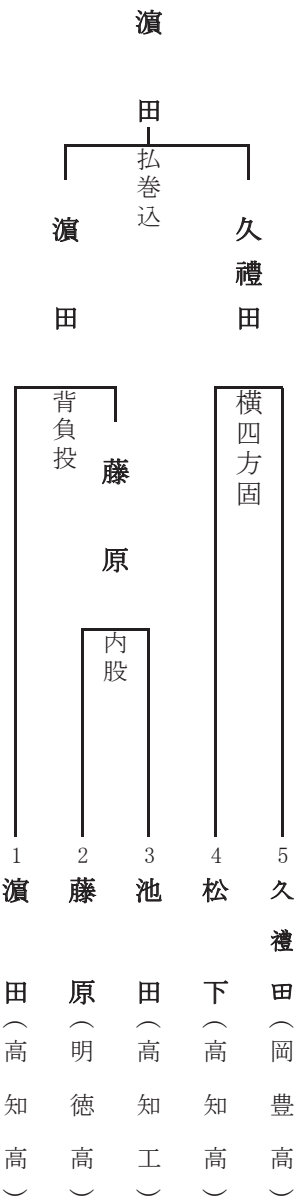 濵田
払巻込
濵田
久禮田
背負投
横四方固
藤原
内股
1
濵田(高知高)
2
藤原(明徳高)
3
池田(高知工)
4
松下(高知高)
5
久禮田(岡豊高)